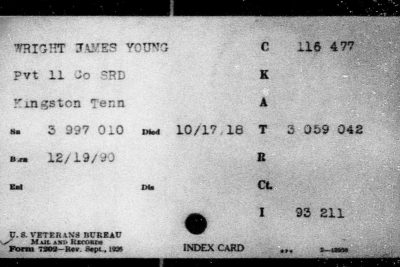 WRIGHT JAMES YOUNG C 116 477
Pvt 11 Co SRD K
Kingston Tenn A
Sn 3 997 010 Died 10/17/18 T 3 059 042
Born 12/19/90 R
Enl Dis Ct.
I 93 211
U.S. VETERANS BUREAU
MAIL AND RECORDS
Form 7202—Rev. Sept., 1926 INDEX CARD